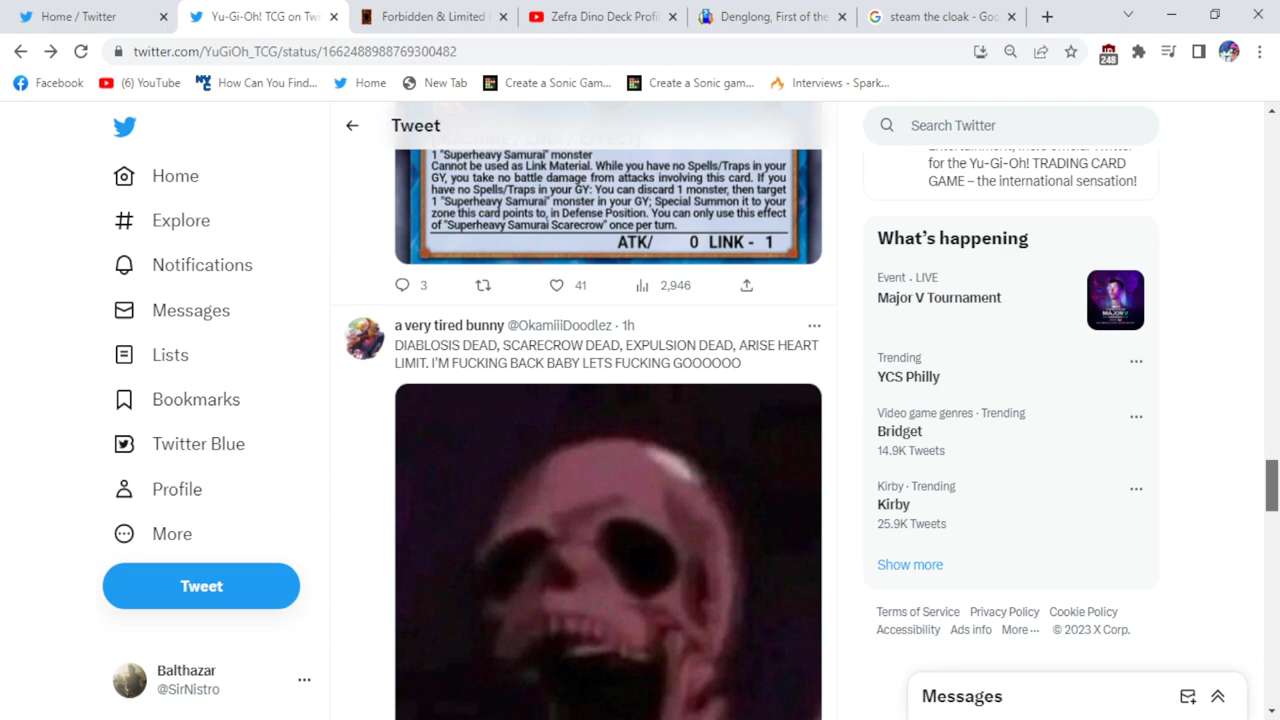 Home / Twitter
Yu-Gi-Oh! TCG on Twi
Forbidden & Limited
Zefra Dino Deck Profi
Denglong, First of the
steam the cloak - Goo
twitter.com/YuGiOh_TCG/status/1662488988769300482
248
Facebook
(6) YouTube
How Can You Find...
Home
New Tab
Create a Sonic Gam...
Create a Sonic gam...
Interviews - Spark...
Home
Explore
Notifications
Messages
Lists
Bookmarks
Twitter Blue
Profile
More
Tweet
Balthazar
@SirNistro
Tweet
1 "Superheavy Samurai" monster
Cannot be used as Link Material. While you have no Spells/Traps in your
GY, you take no battle damage from attacks involving this card. If you
have no Spells/Traps in your GY: You can discard 1 monster, then target
1 "Superheavy Samurai" monster in your GY; Special Summon it to your
zone this card points to, in Defense Position. You can only use this effect
of "Superheavy Samurai Scarecrow" once per turn.
ATK/ 0 LINK - 1
3
41
2,946
a very tired bunny @OkamiiiDoodlez · 1h
DIABLOSIS DEAD, SCARECROW DEAD, EXPULSION DEAD, ARISE HEART
LIMIT. I'M FUCKING BACK BABY LETS FUCKING GOOOOOO
Search Twitter
for the Yu-Gi-Oh! TRADING CARD
GAME – the international sensation!
What's happening
Event · LIVE
Major V Tournament
Trending
YCS Philly
Video game genres · Trending
Bridget
14.9K Tweets
Kirby · Trending
Kirby
25.9K Tweets
Show more
Terms of Service Privacy Policy Cookie Policy
Accessibility Ads info More ··· © 2023 X Corp.
Messages